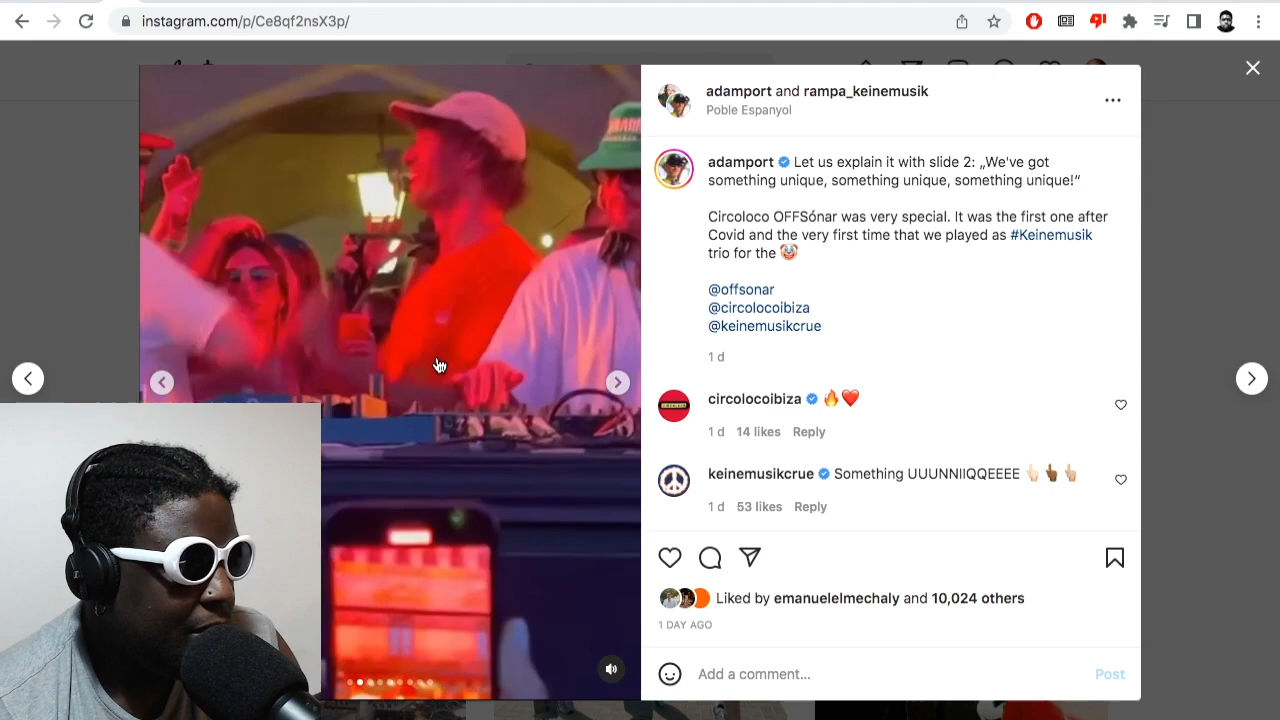 instagram.com/p/Ce8qf2nsX3p/
adamport and rampa_keinemusik
Poble Espanyol
adamport Let us explain it with slide 2: „We've got
something unique, something unique, something unique!“
Circoloco OFFSónar was very special. It was the first one after
Covid and the very first time that we played as #Keinemusik
trio for the 🤡
@offsonar
@circolocoibiza
@keinemusikcrue
1 d
circolocoibiza 🔥❤️
1 d 14 likes Reply
keinemusikcrue Something UUUNNIIQQEEEE 👆🏻👆🏾👆🏼
1 d 53 likes Reply
Liked by emanuelelmechaly and 10,024 others
1 DAY AGO
Add a comment...
Post